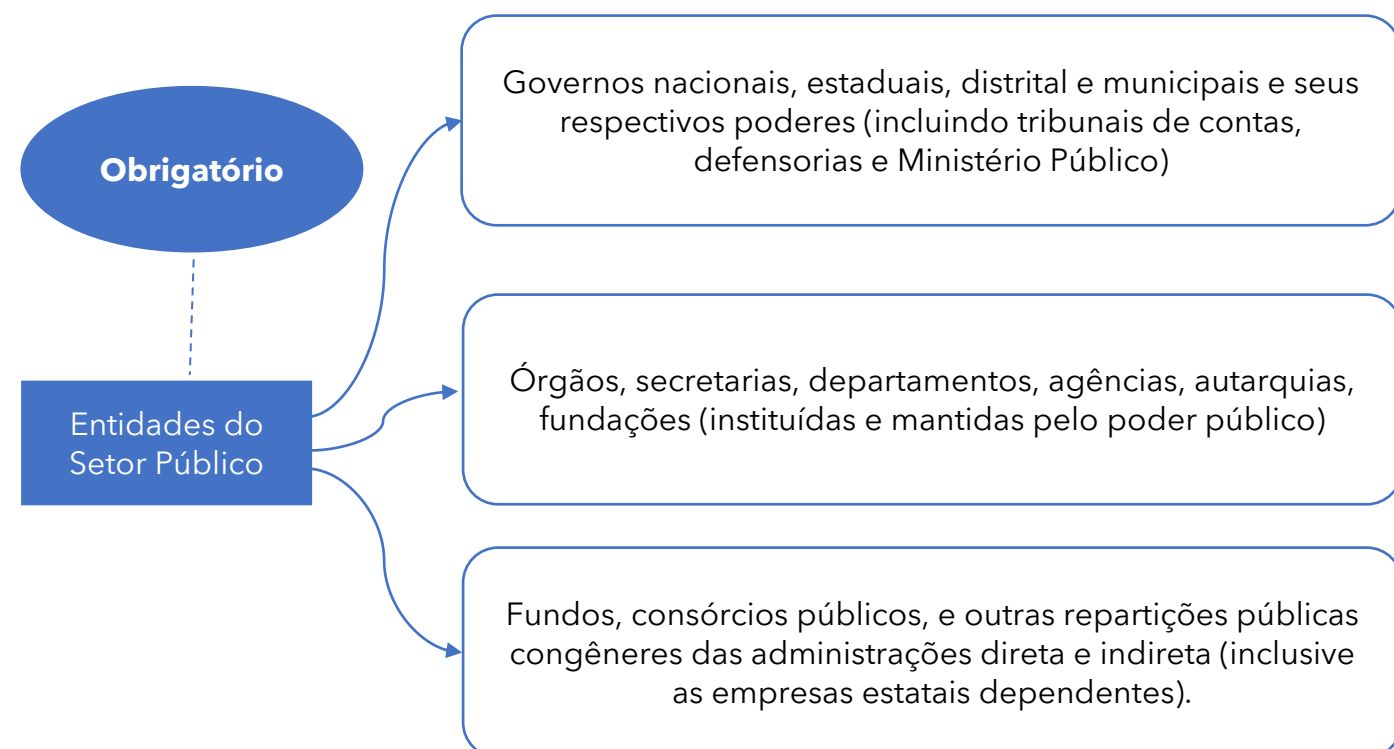 Obrigatório
Entidades do
Setor Público
Governos nacionais, estaduais, distrital e municipais e seus
respectivos poderes (incluindo tribunais de contas,
defensorias e Ministério Público)
Órgãos, secretarias, departamentos, agências, autarquias,
fundações (instituídas e mantidas pelo poder público)
Fundos, consórcios públicos, e outras repartições públicas
congêneres das administrações direta e indireta (inclusive
as empresas estatais dependentes).